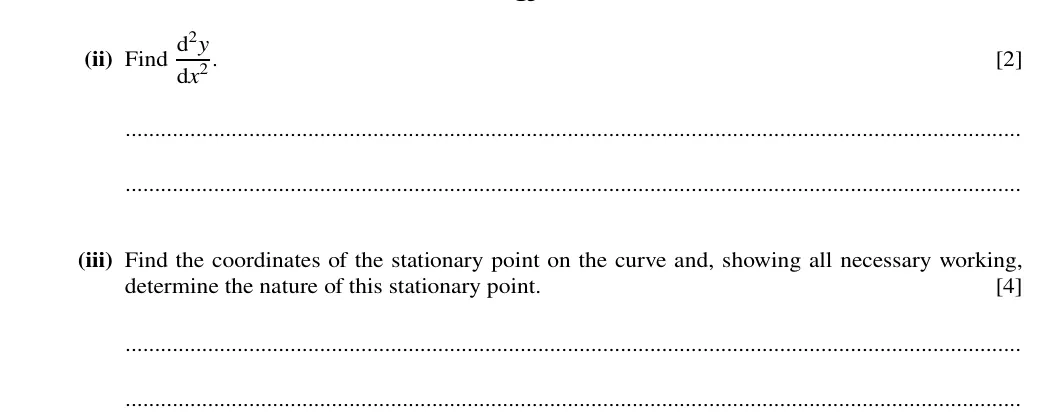 (ii) Find d²y/dx². [2]
(iii) Find the coordinates of the stationary point on the curve and, showing all necessary working,
determine the nature of this stationary point. [4]